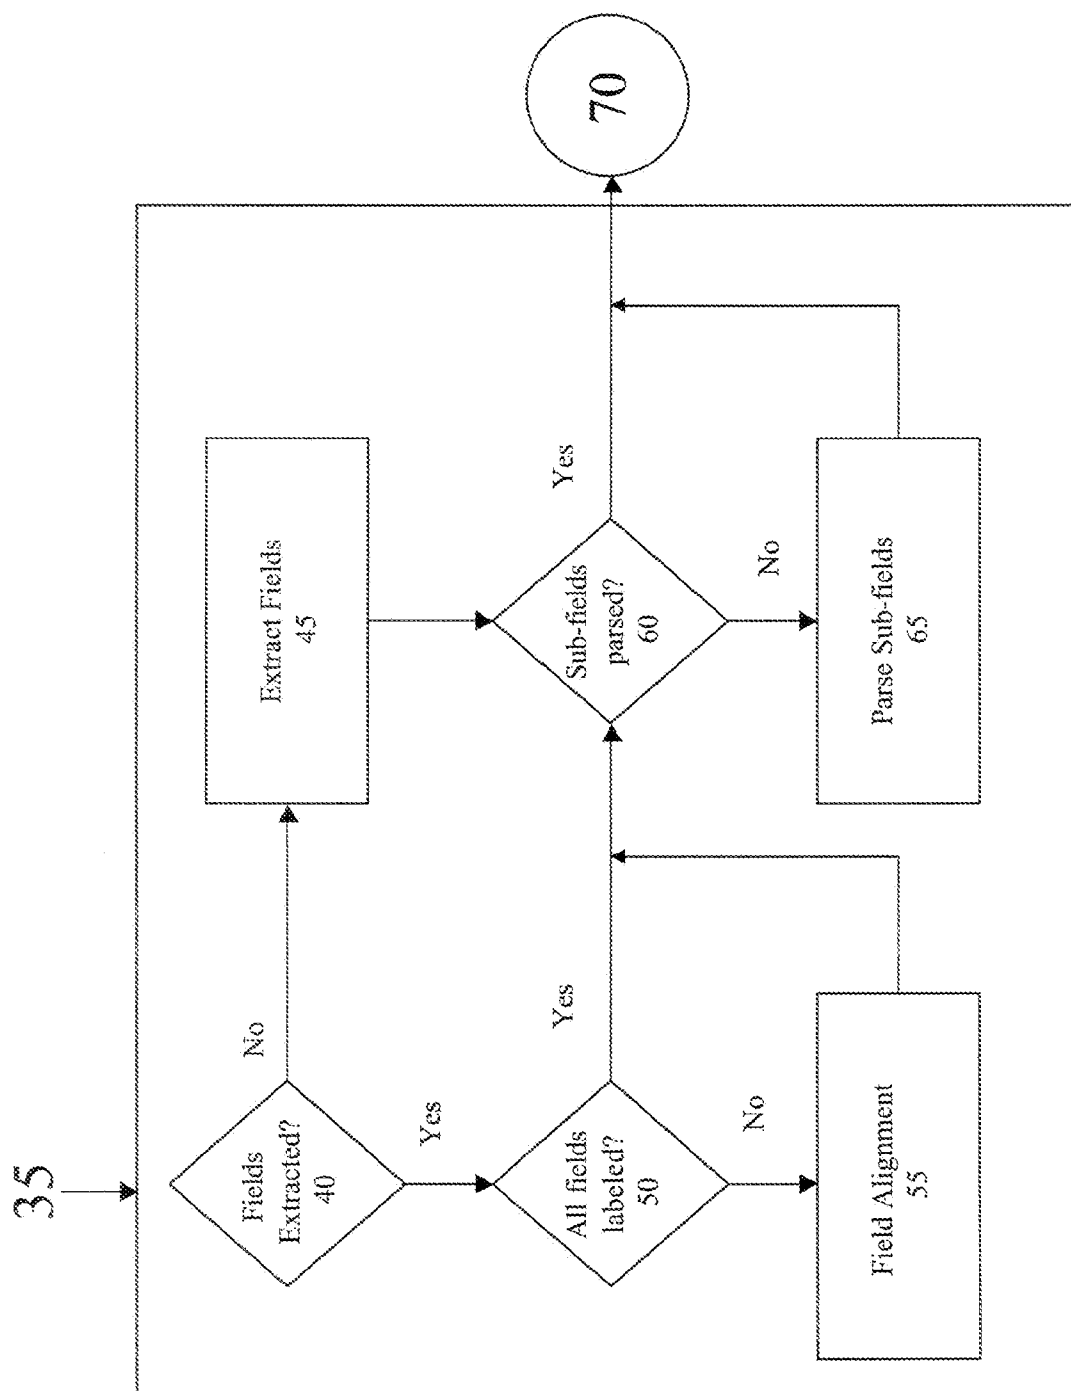 35
Fields
Extracted?
40
No
Extract Fields
45
Yes
All fields
labeled?
50
Yes
Sub-fields
parsed?
60
Yes
70
No
Field Alignment
55
No
Parse Sub-fields
65